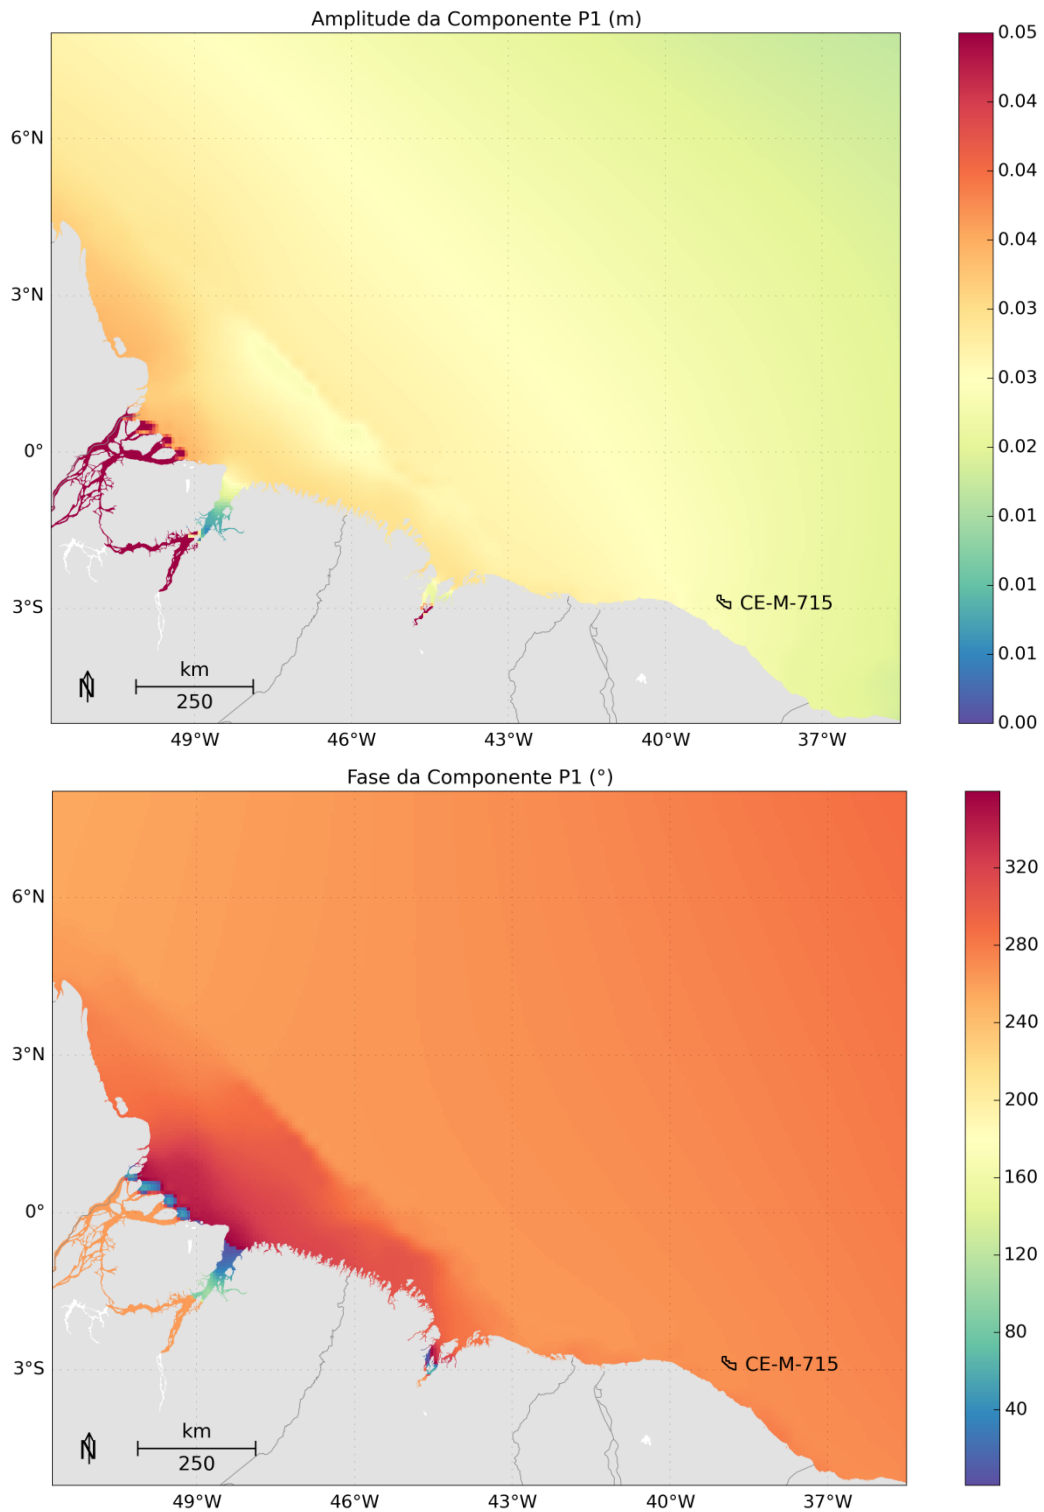 Amplitude da Componente P1 (m)
6°N
3°N
0°
3°S
49°W
46°W
43°W
40°W
37°W
CE-M-715
N
km
250
0.05
0.04
0.04
0.04
0.03
0.03
0.02
0.01
0.01
0.01
0.00
Fase da Componente P1 (°)
6°N
3°N
0°
3°S
49°W
46°W
43°W
40°W
37°W
CE-M-715
N
km
250
320
280
240
200
160
120
80
40